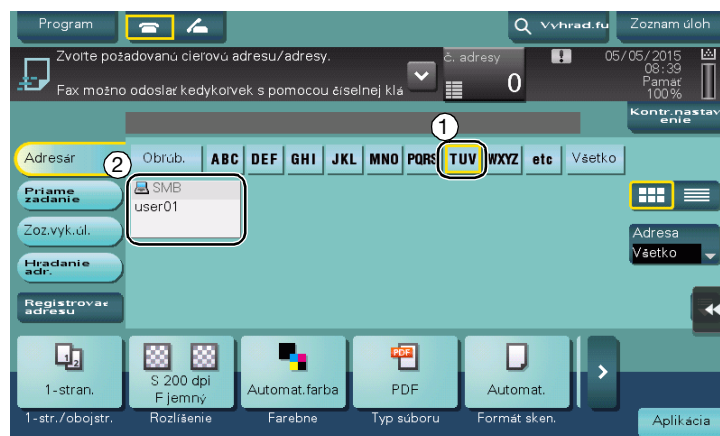 Program
Vyhrad.fu
Zoznam úloh
Zvoľte požadovanú cieľovú adresu/adresy.
Fax možno odoslať kedykoľvek s pomocou číselnej klá
č. adresy
0
05/05/2015
08:39
Pamäť
100%
Kontr.nastav
enie
1
Adresár
2
Obrúb.
ABC
DEF
GHI
JKL
MNO
PQRS
TUV
WXYZ
etc
Všetko
Priame
zadanie
SMB
user01
Zoz.vyk.úl.
Adresa
Všetko
Hľadanie
adr.
Registrovať
adresu
1-stran.
S 200 dpi
F jemný
Automat.farba
PDF
PDF
Automat.
1-str./obojstr.
Rozlíšenie
Farebne
Typ súboru
Formát sken.
Aplikácia